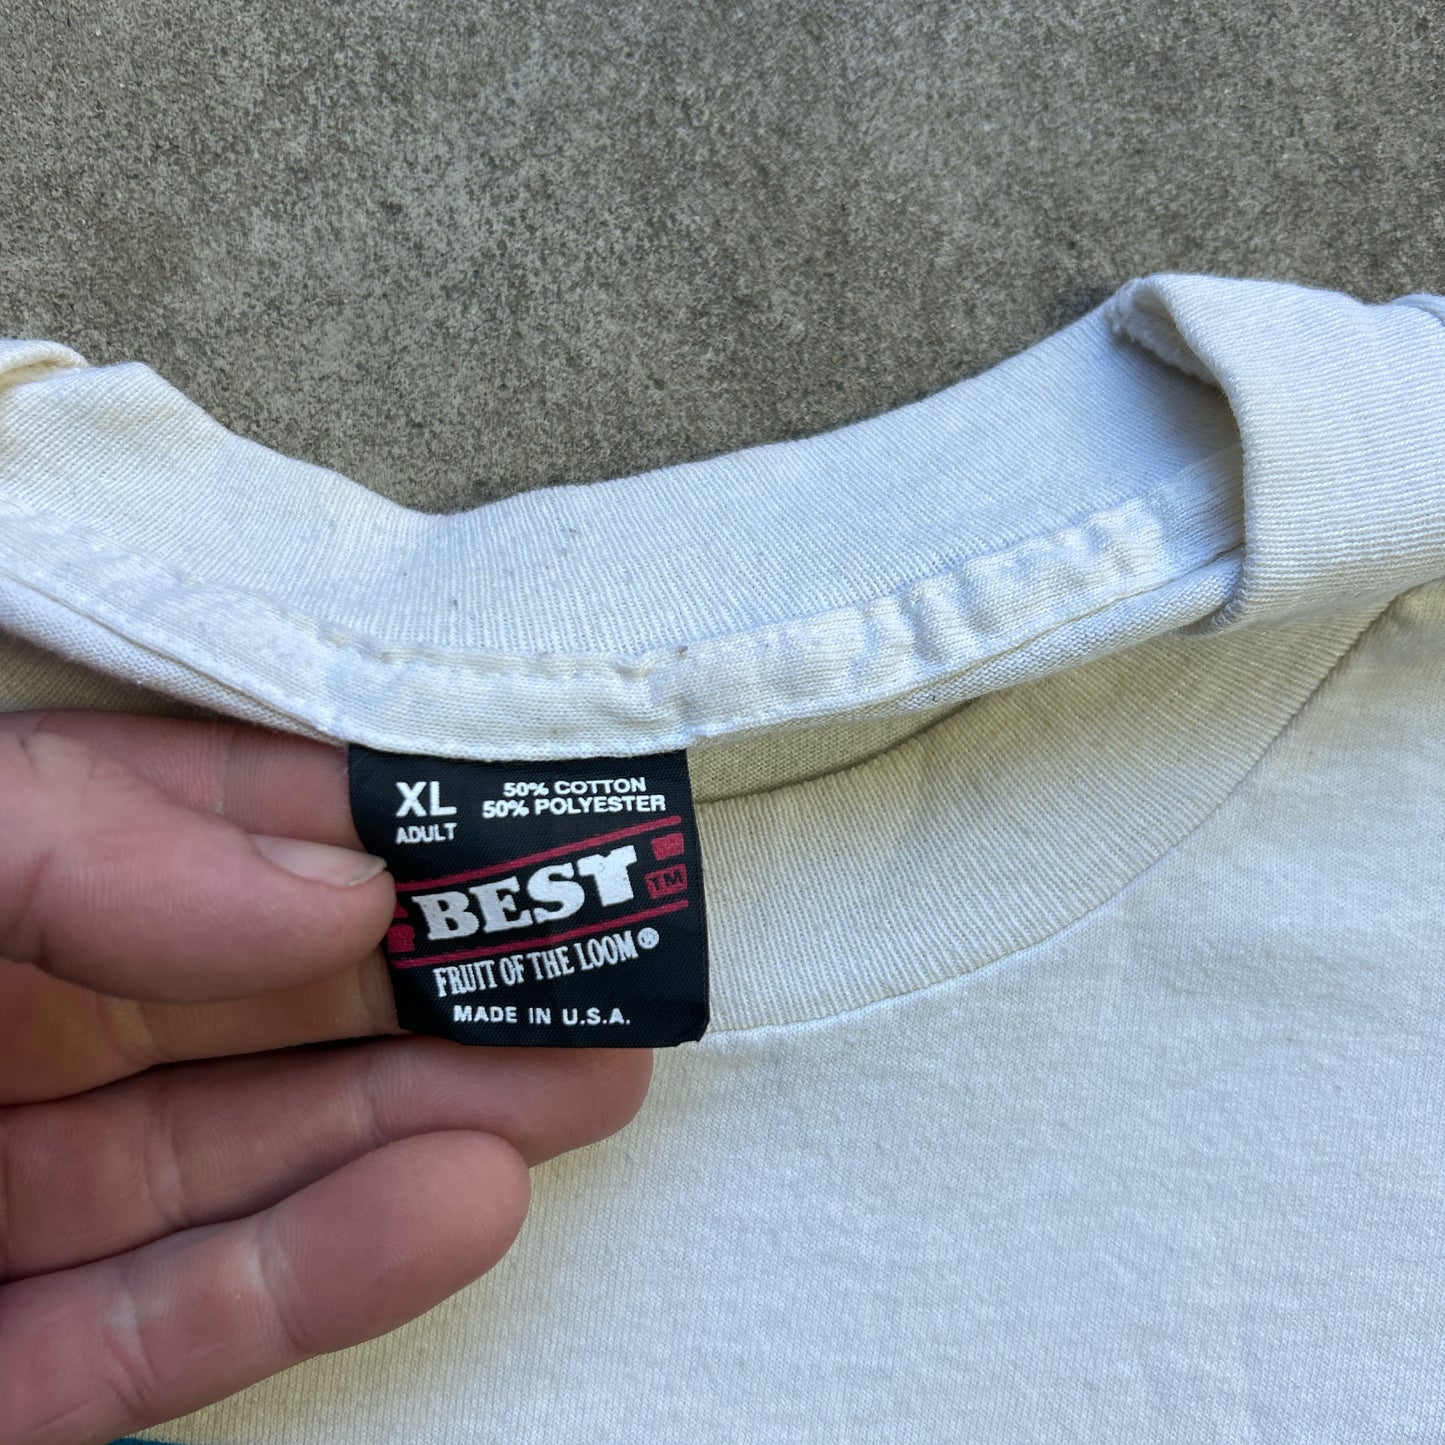 XL
ADULT
50% COTTON
50% POLYESTER
BEST
TM
FRUIT OF THE LOOM®
MADE IN U.S.A.